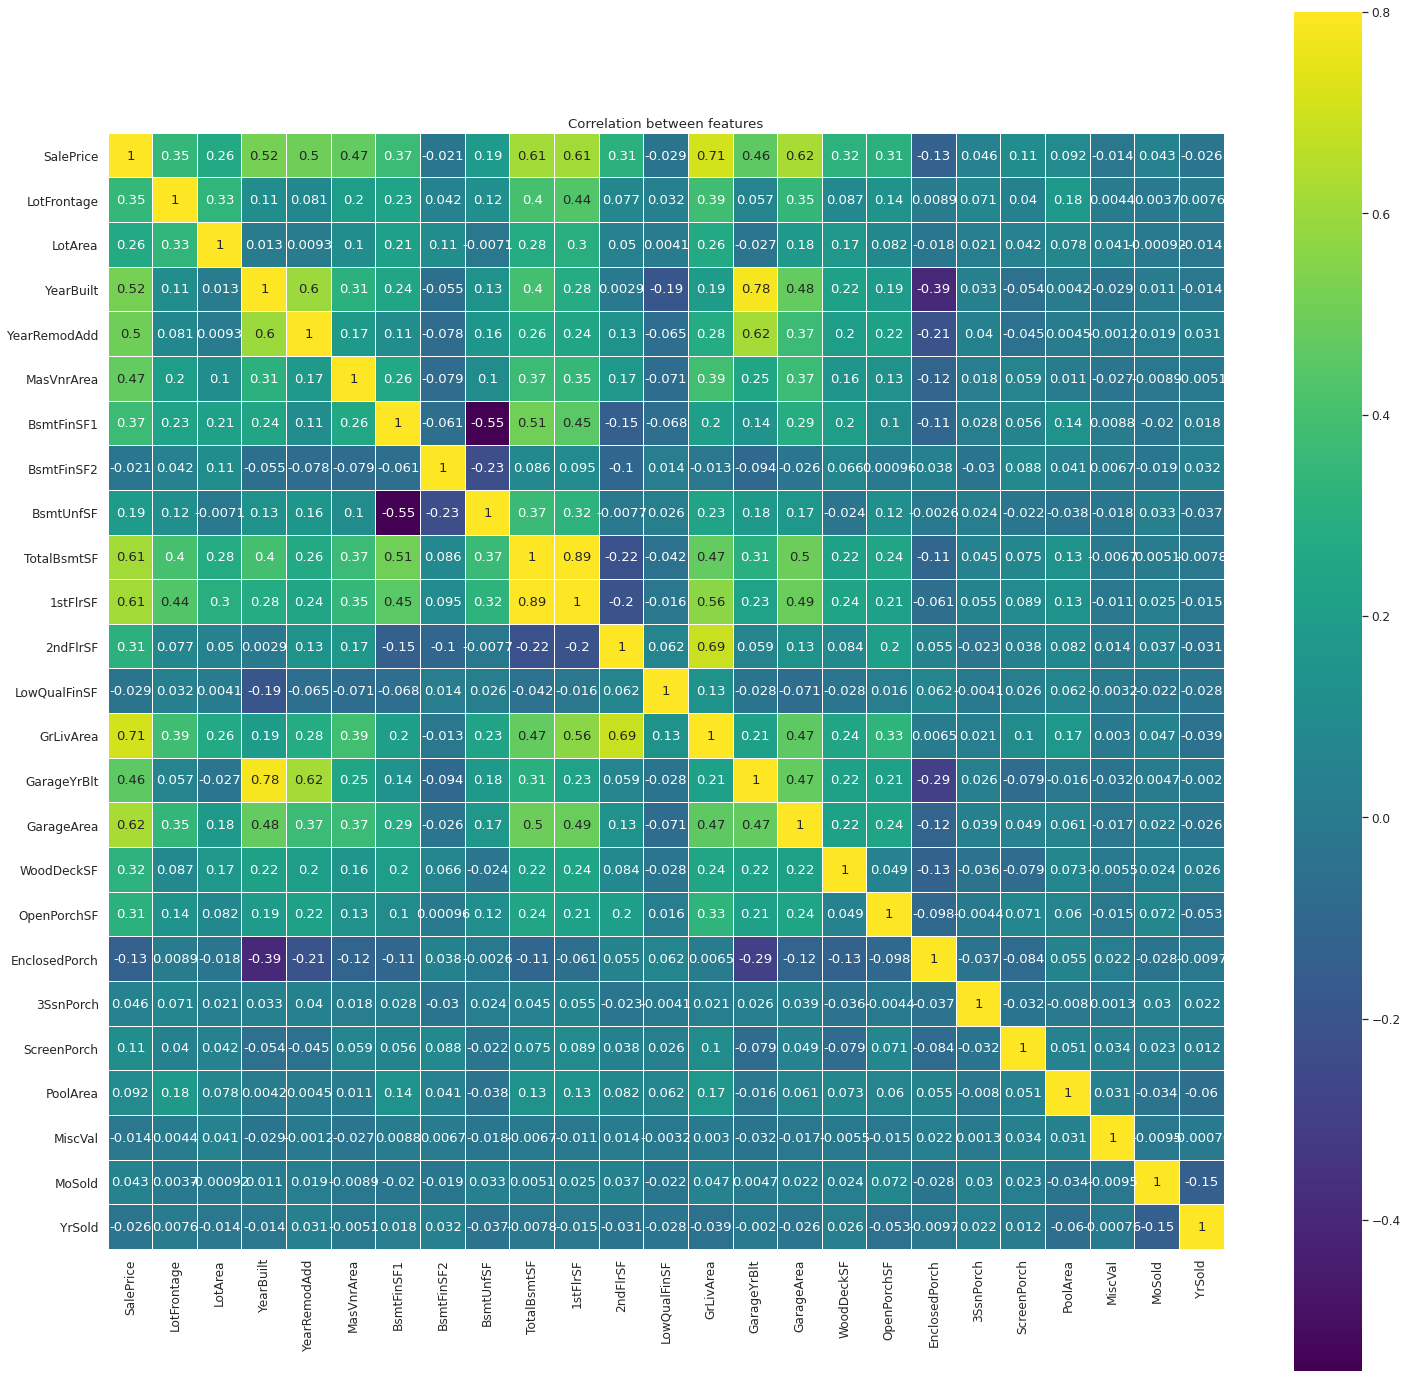 0.8
Correlation between features
SalePrice 1 0.35 0.26 0.52 0.5 0.47 0.37 -0.021 0.19 0.61 0.61 0.31 -0.029 0.71 0.46 0.62 0.32 0.31 -0.13 0.046 0.11 0.092 -0.014 0.043 -0.026
LotFrontage 0.35 1 0.33 0.11 0.081 0.2 0.23 0.042 0.12 0.4 0.44 0.077 0.032 0.39 0.057 0.35 0.087 0.14 0.0089 0.071 0.04 0.18 0.0044 0.0037 0.0076
0.6
LotArea 0.26 0.33 1 0.013 0.0093 0.1 0.21 0.11 -0.0071 0.28 0.3 0.05 0.0041 0.26 -0.027 0.18 0.17 0.082 -0.018 0.021 0.042 0.078 0.041 -0.00092 -0.014
YearBuilt 0.52 0.11 0.013 1 0.6 0.31 0.24 -0.055 0.13 0.4 0.28 0.0029 -0.19 0.19 0.78 0.48 0.22 0.19 -0.39 0.033 -0.054 0.0042 -0.029 0.011 -0.014
YearRemodAdd 0.5 0.081 0.0093 0.6 1 0.17 0.11 -0.078 0.16 0.26 0.24 0.13 -0.065 0.28 0.62 0.37 0.2 0.22 -0.21 0.04 -0.045 0.0045 -0.0012 0.019 0.031
MasVnrArea 0.47 0.2 0.1 0.31 0.17 1 0.26 -0.079 0.1 0.37 0.35 0.17 -0.071 0.39 0.25 0.37 0.16 0.13 -0.12 0.018 0.059 0.011 -0.027 -0.0089 -0.0051
0.4
BsmtFinSF1 0.37 0.23 0.21 0.24 0.11 0.26 1 -0.061 -0.55 0.51 0.45 -0.15 -0.068 0.2 0.14 0.29 0.2 0.1 -0.11 0.028 0.056 0.14 0.0088 -0.02 0.018
BsmtFinSF2 -0.021 0.042 0.11 -0.055 -0.078 -0.079 -0.061 1 -0.23 0.086 0.095 -0.1 0.014 -0.013 -0.094 -0.026 0.066 0.00096 0.038 -0.03 0.088 0.041 0.0067 -0.019 0.032
BsmtUnfSF 0.19 0.12 -0.0071 0.13 0.16 0.1 -0.55 -0.23 1 0.37 0.32 -0.0077 0.026 0.23 0.18 0.17 -0.024 0.12 -0.0026 0.024 -0.022 -0.038 -0.018 0.033 -0.037
TotalBsmtSF 0.61 0.4 0.28 0.4 0.26 0.37 0.51 0.086 0.37 1 0.89 -0.22 -0.042 0.47 0.31 0.5 0.22 0.24 -0.11 0.045 0.075 0.13 -0.0067 0.0051 -0.0078
1stFlrSF 0.61 0.44 0.3 0.28 0.24 0.35 0.45 0.095 0.32 0.89 1 -0.2 -0.016 0.56 0.23 0.49 0.24 0.21 -0.061 0.055 0.089 0.13 -0.011 0.025 -0.015
0.2
2ndFlrSF 0.31 0.077 0.05 0.0029 0.13 0.17 -0.15 -0.1 -0.0077 -0.22 -0.2 1 0.062 0.69 0.059 0.13 0.084 0.2 0.055 -0.023 0.038 0.082 0.014 0.037 -0.031
LowQualFinSF -0.029 0.032 0.0041 -0.19 -0.065 -0.071 -0.068 0.014 0.026 -0.042 -0.016 0.062 1 0.13 -0.028 -0.071 -0.028 0.016 0.062 -0.0041 0.026 0.062 -0.0032 -0.022 -0.028
GrLivArea 0.71 0.39 0.26 0.19 0.28 0.39 0.2 -0.013 0.23 0.47 0.56 0.69 0.13 1 0.21 0.47 0.24 0.33 0.0065 0.021 0.1 0.17 0.003 0.047 -0.039
GarageYrBlt 0.46 0.057 -0.027 0.78 0.62 0.25 0.14 -0.094 0.18 0.31 0.23 0.059 -0.028 0.21 1 0.47 0.22 0.21 -0.29 0.026 -0.079 -0.016 -0.032 0.0047 -0.002
0.0
GarageArea 0.62 0.35 0.18 0.48 0.37 0.37 0.29 -0.026 0.17 0.5 0.49 0.13 -0.071 0.47 0.47 1 0.22 0.24 -0.12 0.039 0.049 0.061 -0.017 0.022 -0.026
WoodDeckSF 0.32 0.087 0.17 0.22 0.2 0.16 0.2 0.066 -0.024 0.22 0.24 0.084 -0.028 0.24 0.22 0.22 1 0.049 -0.13 -0.036 -0.079 0.073 -0.0055 0.024 0.026
OpenPorchSF 0.31 0.14 0.082 0.19 0.22 0.13 0.1 0.00096 0.12 0.24 0.21 0.2 0.016 0.33 0.21 0.24 0.049 1 -0.098 -0.0044 0.071 0.06 -0.015 0.072 -0.053
EnclosedPorch -0.13 0.0089 -0.018 -0.39 -0.21 -0.12 -0.11 0.038 -0.0026 -0.11 -0.061 0.055 0.062 0.0065 -0.29 -0.12 -0.13 -0.098 1 -0.037 -0.084 0.055 0.022 -0.028 -0.0097
3SsnPorch 0.046 0.071 0.021 0.033 0.04 0.018 0.028 -0.03 0.024 0.045 0.055 -0.023 -0.0041 0.021 0.026 0.039 -0.036 -0.0044 -0.037 1 -0.032 -0.008 0.0013 0.03 0.022
−0.2
ScreenPorch 0.11 0.04 0.042 -0.054 -0.045 0.059 0.056 0.088 -0.022 0.075 0.089 0.038 0.026 0.1 -0.079 0.049 -0.079 0.071 -0.084 -0.032 1 0.051 0.034 0.023 0.012
PoolArea 0.092 0.18 0.078 0.0042 0.0045 0.011 0.14 0.041 -0.038 0.13 0.13 0.082 0.062 0.17 -0.016 0.061 0.073 0.06 0.055 -0.008 0.051 1 0.031 -0.034 -0.06
MiscVal -0.014 0.0044 0.041 -0.029 -0.0012 -0.027 0.0088 0.0067 -0.018 -0.0067 -0.011 0.014 -0.0032 0.003 -0.032 -0.017 -0.0055 -0.015 0.022 0.0013 0.034 0.031 1 -0.0095
MoSold 0.043 0.0037 -0.00092 0.011 0.019 -0.0089 -0.02 -0.019 0.033 0.0051 0.025 0.037 -0.022 0.047 0.0047 0.022 0.024 0.072 -0.028 0.03 0.023 -0.034 -0.0095 1 -0.15
YrSold -0.026 0.0076 -0.014 -0.014 0.031 -0.0051 0.018 0.032 -0.037 -0.0078 -0.015 -0.031 -0.028 -0.039 -0.002 -0.026 0.026 -0.053 -0.0097 0.022 0.012 -0.06 -0.00076 -0.15 1
−0.4
SalePrice LotFrontage LotArea YearBuilt YearRemodAdd MasVnrArea BsmtFinSF1 BsmtFinSF2 BsmtUnfSF TotalBsmtSF 1stFlrSF 2ndFlrSF LowQualFinSF GrLivArea GarageYrBlt GarageArea WoodDeckSF OpenPorchSF EnclosedPorch 3SsnPorch ScreenPorch PoolArea MiscVal MoSold YrSold